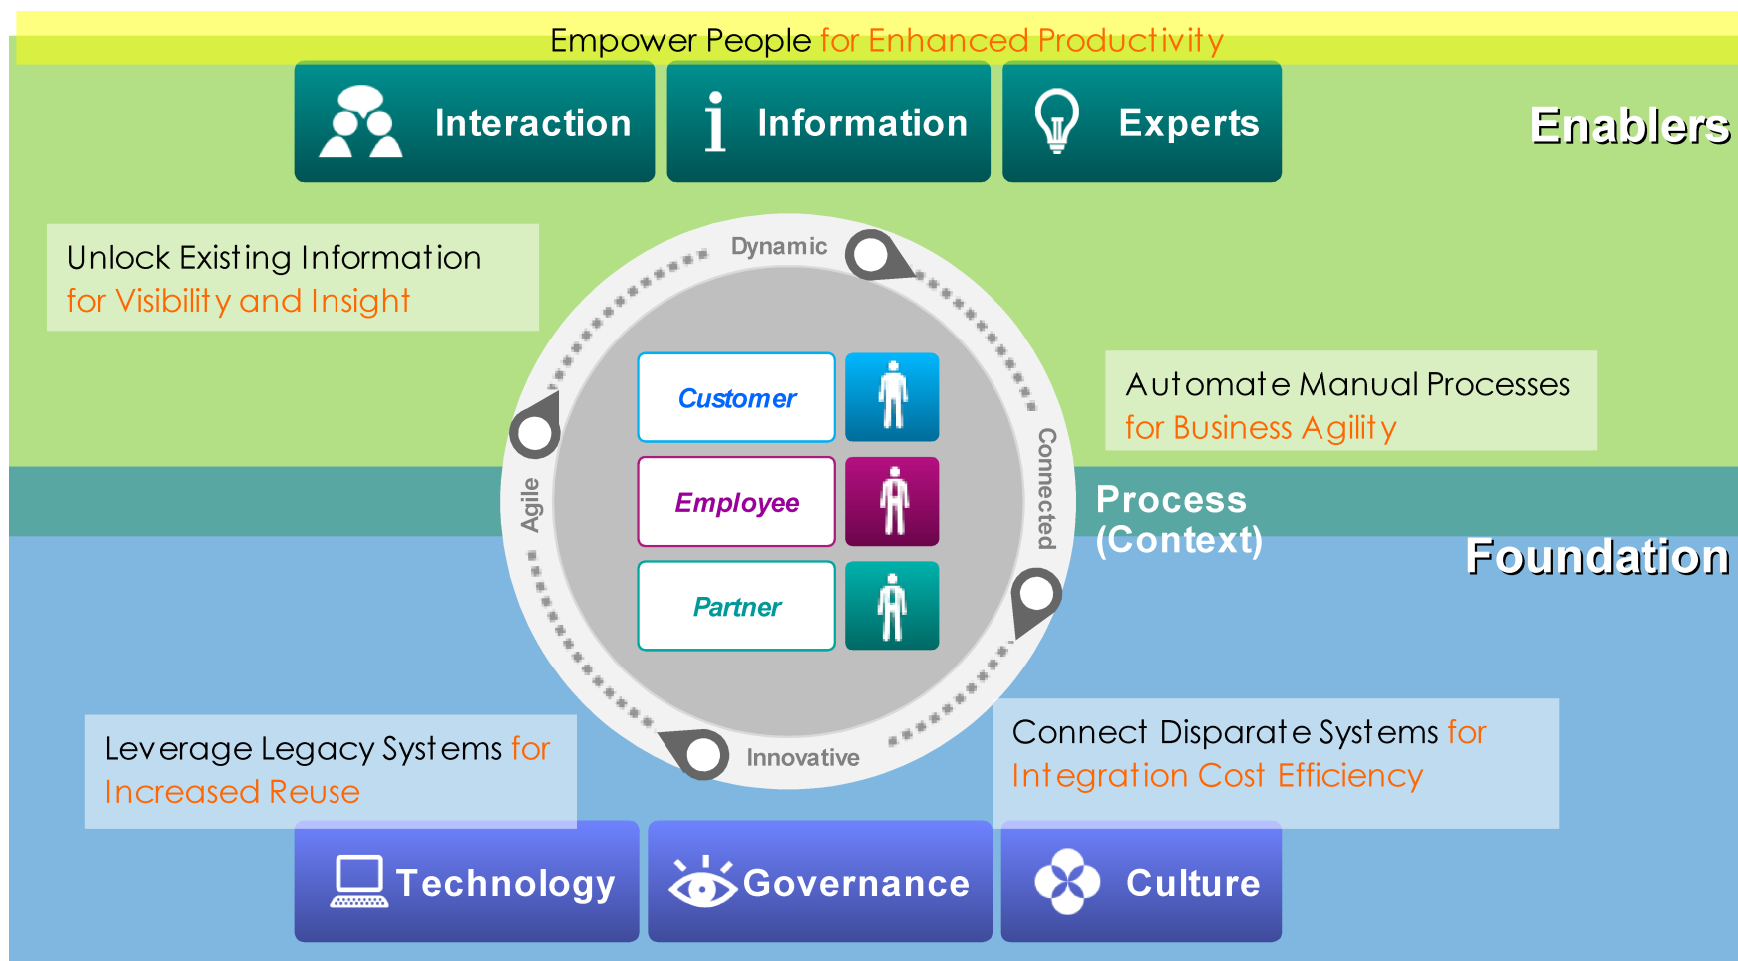 Empower People for Enhanced Productivity
Interaction
Information
Experts
Enablers
Unlock Existing Information
for Visibility and Insight
Dynamic
Automate Manual Processes
for Business Agility
Customer
Connected
Agile
Employee
Process
(Context)
Foundation
Partner
Leverage Legacy Systems for
Increased Reuse
Innovative
Connect Disparate Systems for
Integration Cost Efficiency
Technology
Governance
Culture